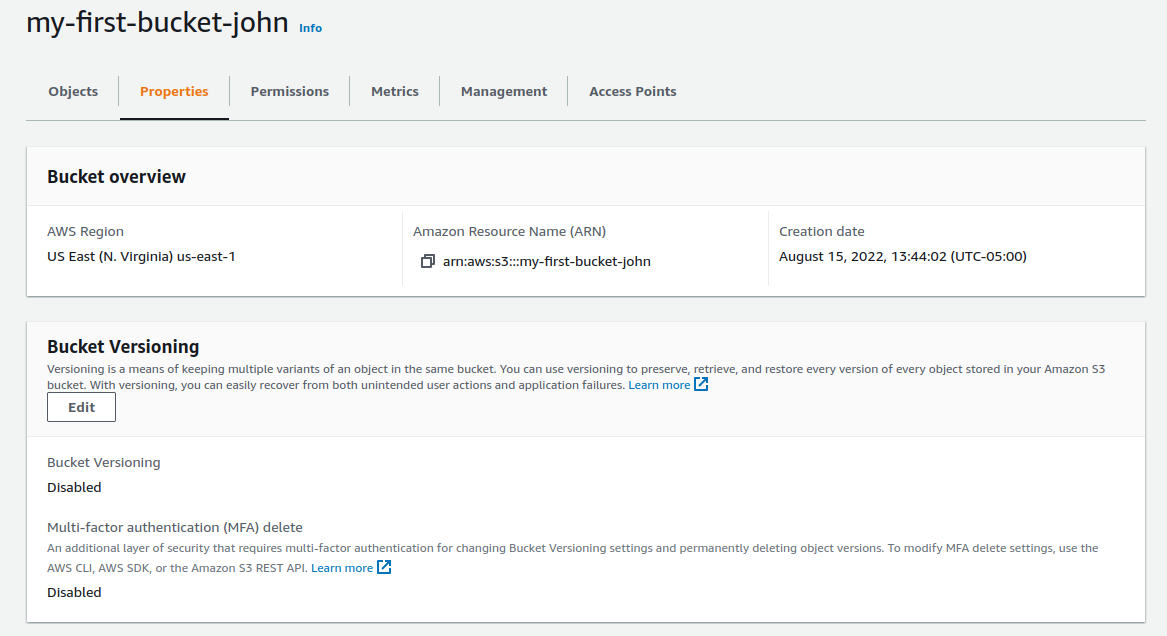 my-first-bucket-john Info
Objects Properties Permissions Metrics Management Access Points
Bucket overview
AWS Region
US East (N. Virginia) us-east-1
Amazon Resource Name (ARN)
arn:aws:s3:::my-first-bucket-john
Creation date
August 15, 2022, 13:44:02 (UTC-05:00)
Bucket Versioning
Versioning is a means of keeping multiple variants of an object in the same bucket. You can use versioning to preserve, retrieve, and restore every version of every object stored in your Amazon S3
bucket. With versioning, you can easily recover from both unintended user actions and application failures. Learn more
Edit
Bucket Versioning
Disabled
Multi-factor authentication (MFA) delete
An additional layer of security that requires multi-factor authentication for changing Bucket Versioning settings and permanently deleting object versions. To modify MFA delete settings, use the
AWS CLI, AWS SDK, or the Amazon S3 REST API. Learn more
Disabled